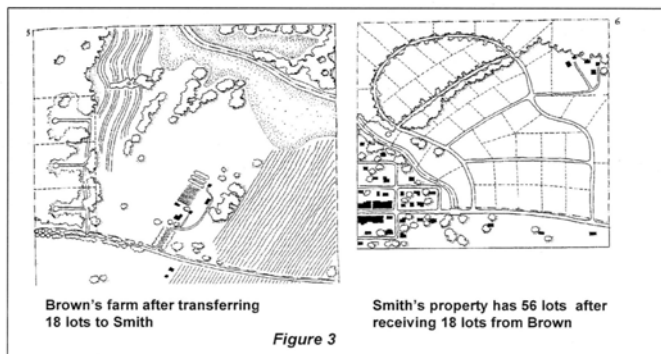 5
6
Brown's farm after transferring
18 lots to Smith
Smith's property has 56 lots after
receiving 18 lots from Brown
Figure 3